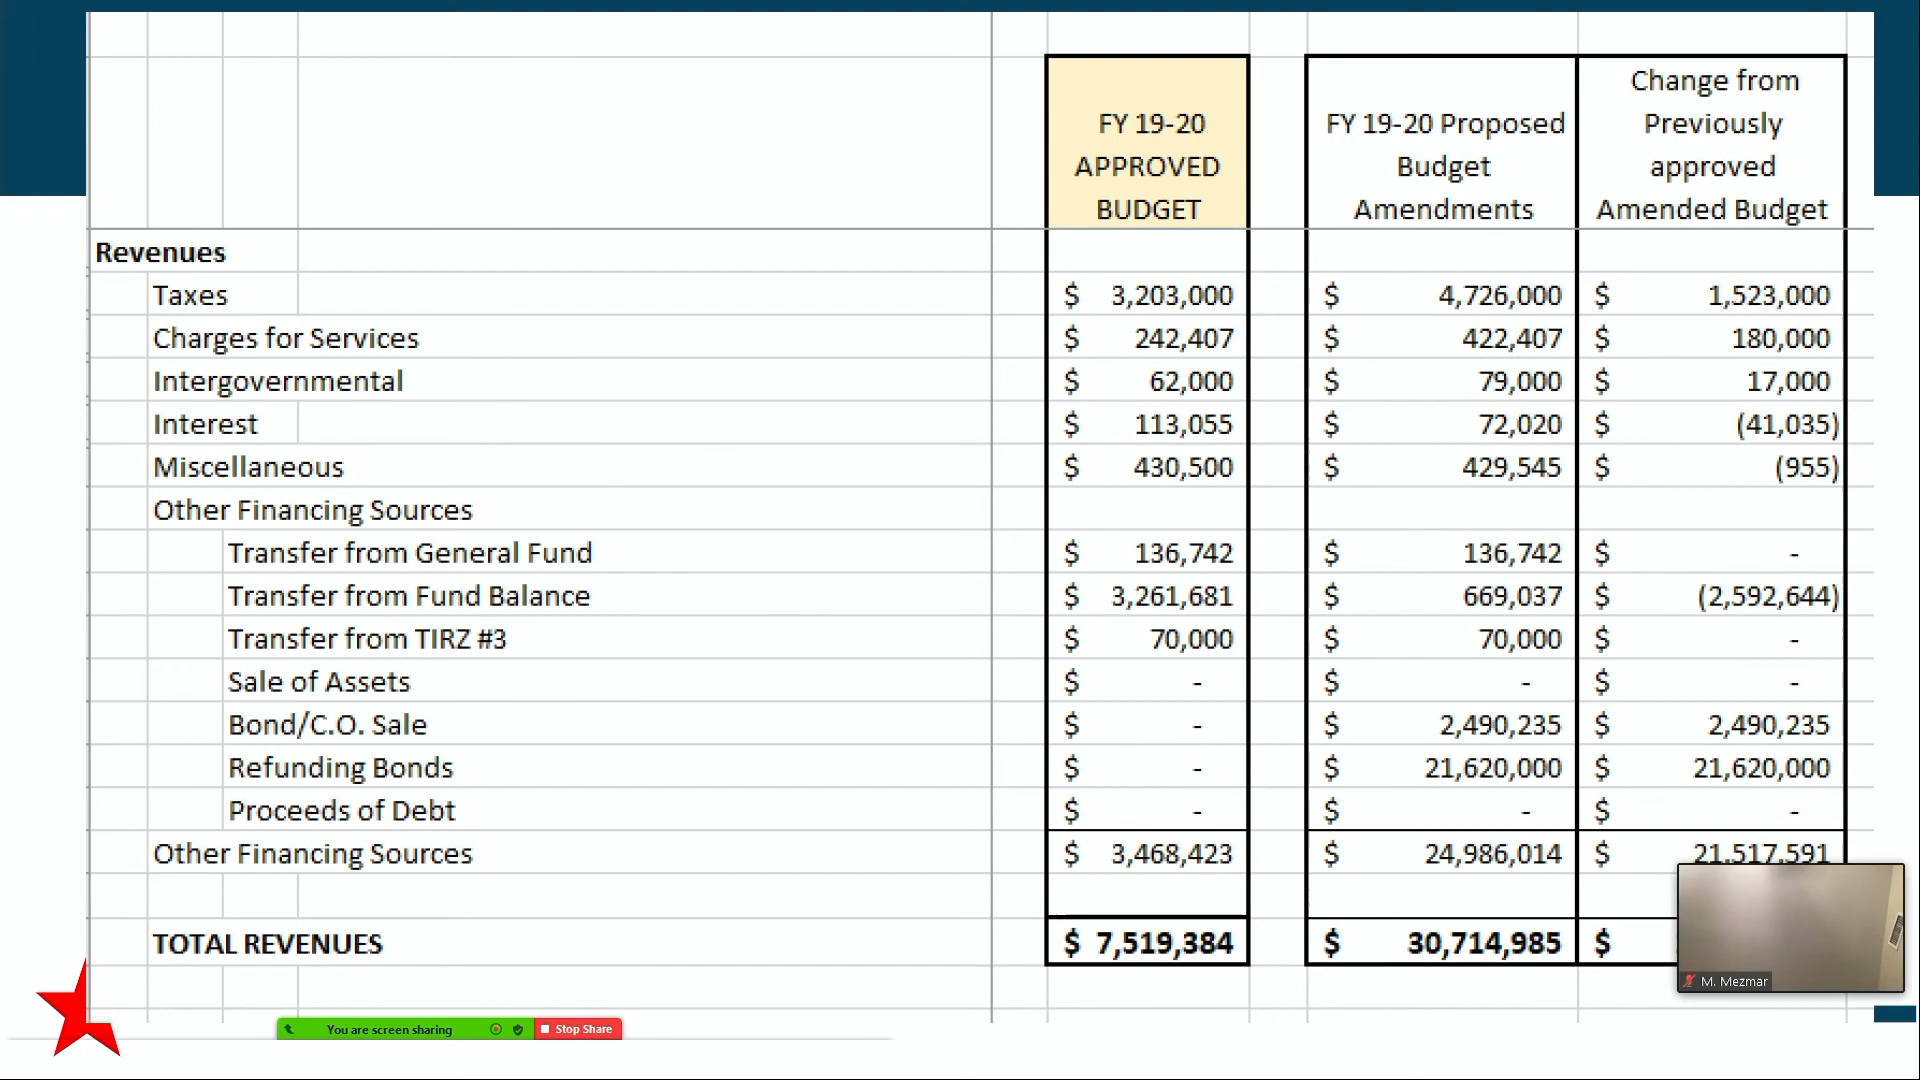 FY 19-20 APPROVED BUDGET
FY 19-20 Proposed Budget Amendments
Change from Previously approved Amended Budget
Revenues
Taxes $ 3,203,000 $ 4,726,000 $ 1,523,000
Charges for Services $ 242,407 $ 422,407 $ 180,000
Intergovernmental $ 62,000 $ 79,000 $ 17,000
Interest $ 113,055 $ 72,020 $ (41,035)
Miscellaneous $ 430,500 $ 429,545 $ (955)
Other Financing Sources
Transfer from General Fund $ 136,742 $ 136,742 $ -
Transfer from Fund Balance $ 3,261,681 $ 669,037 $ (2,592,644)
Transfer from TIRZ #3 $ 70,000 $ 70,000 $ -
Sale of Assets $ - $ - $ -
Bond/C.O. Sale $ - $ 2,490,235 $ 2,490,235
Refunding Bonds $ - $ 21,620,000 $ 21,620,000
Proceeds of Debt $ - $ - $ -
Other Financing Sources $ 3,468,423 $ 24,986,014 $ 21,517,591
TOTAL REVENUES $ 7,519,384 $ 30,714,985 $
M. Mezmar
You are screen sharing Stop Share